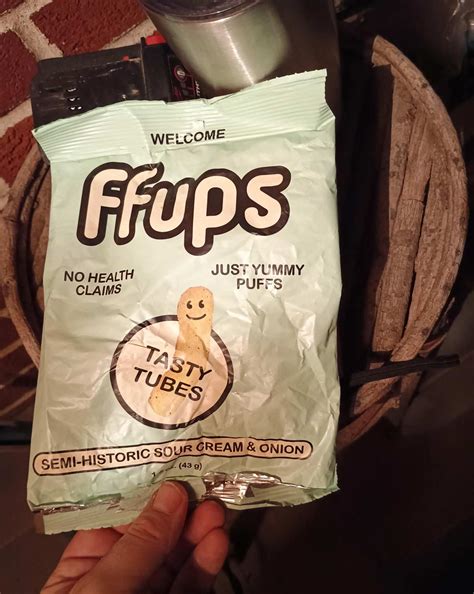 WELCOME
FFUPS
NO HEALTH
CLAIMS
JUST YUMMY
PUFFS
TASTY
TUBES
SEMI-HISTORIC SOUR CREAM & ONION
(43 g)